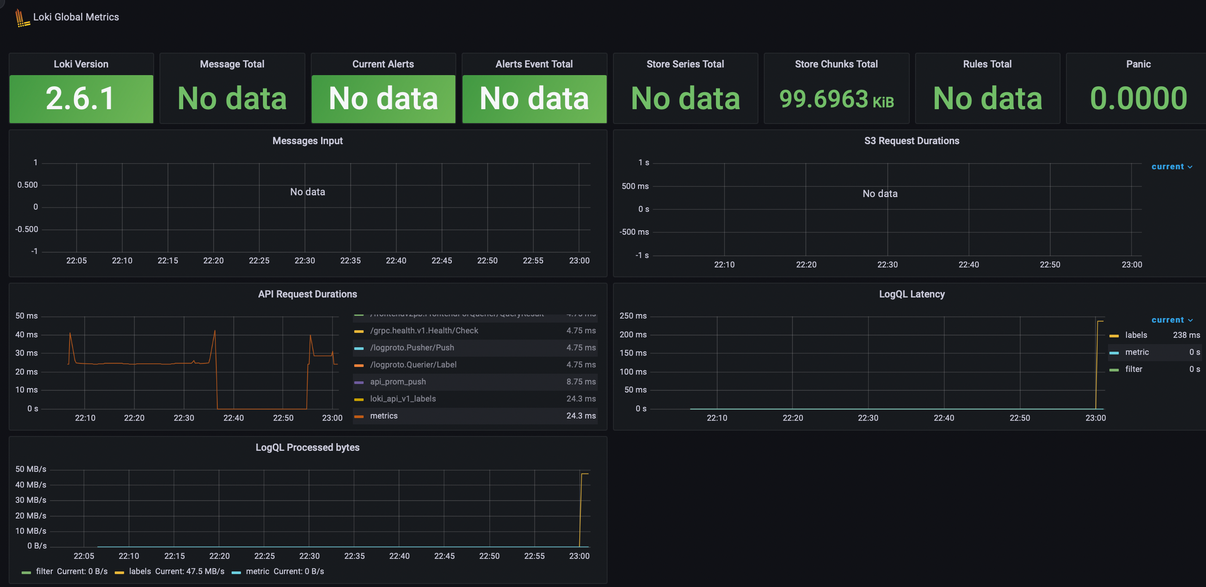 Loki Global Metrics
Loki Version
2.6.1
Message Total
No data
Current Alerts
No data
Alerts Event Total
No data
Store Series Total
No data
Store Chunks Total
99.6963 KiB
Rules Total
No data
Panic
0.0000
Messages Input
1
0.500
0
-0.500
-1
No data
22:05 22:10 22:15 22:20 22:25 22:30 22:35 22:40 22:45 22:50 22:55 23:00
S3 Request Durations
1 s
500 ms
0 s
-500 ms
-1 s
No data
22:10 22:20 22:30 22:40 22:50 23:00
current
API Request Durations
50 ms
40 ms
30 ms
20 ms
10 ms
0 s
22:10 22:20 22:30 22:40 22:50 23:00
/grpc.health.v1.Health/Check 4.75 ms
/logproto.Pusher/Push 4.75 ms
/logproto.Querier/Label 4.75 ms
api_prom_push 8.75 ms
loki_api_v1_labels 24.3 ms
metrics 24.3 ms
LogQL Latency
250 ms
200 ms
150 ms
100 ms
50 ms
0 s
22:10 22:20 22:30 22:40 22:50 23:00
current
labels 238 ms
metric 0 s
filter 0 s
LogQL Processed bytes
50 MB/s
40 MB/s
30 MB/s
20 MB/s
10 MB/s
0 B/s
22:05 22:10 22:15 22:20 22:25 22:30 22:35 22:40 22:45 22:50 22:55 23:00
filter Current: 0 B/s labels Current: 47.5 MB/s metric Current: 0 B/s